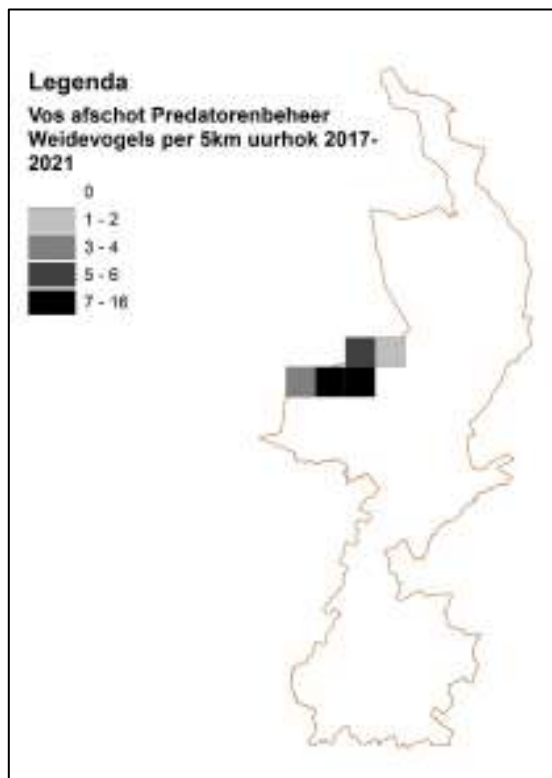 Legenda
Vos afschot Predatorenbeheer
Weidevogels per 5km uurhok 2017-
2021
0
1 - 2
3 - 4
5 - 6
7 - 16